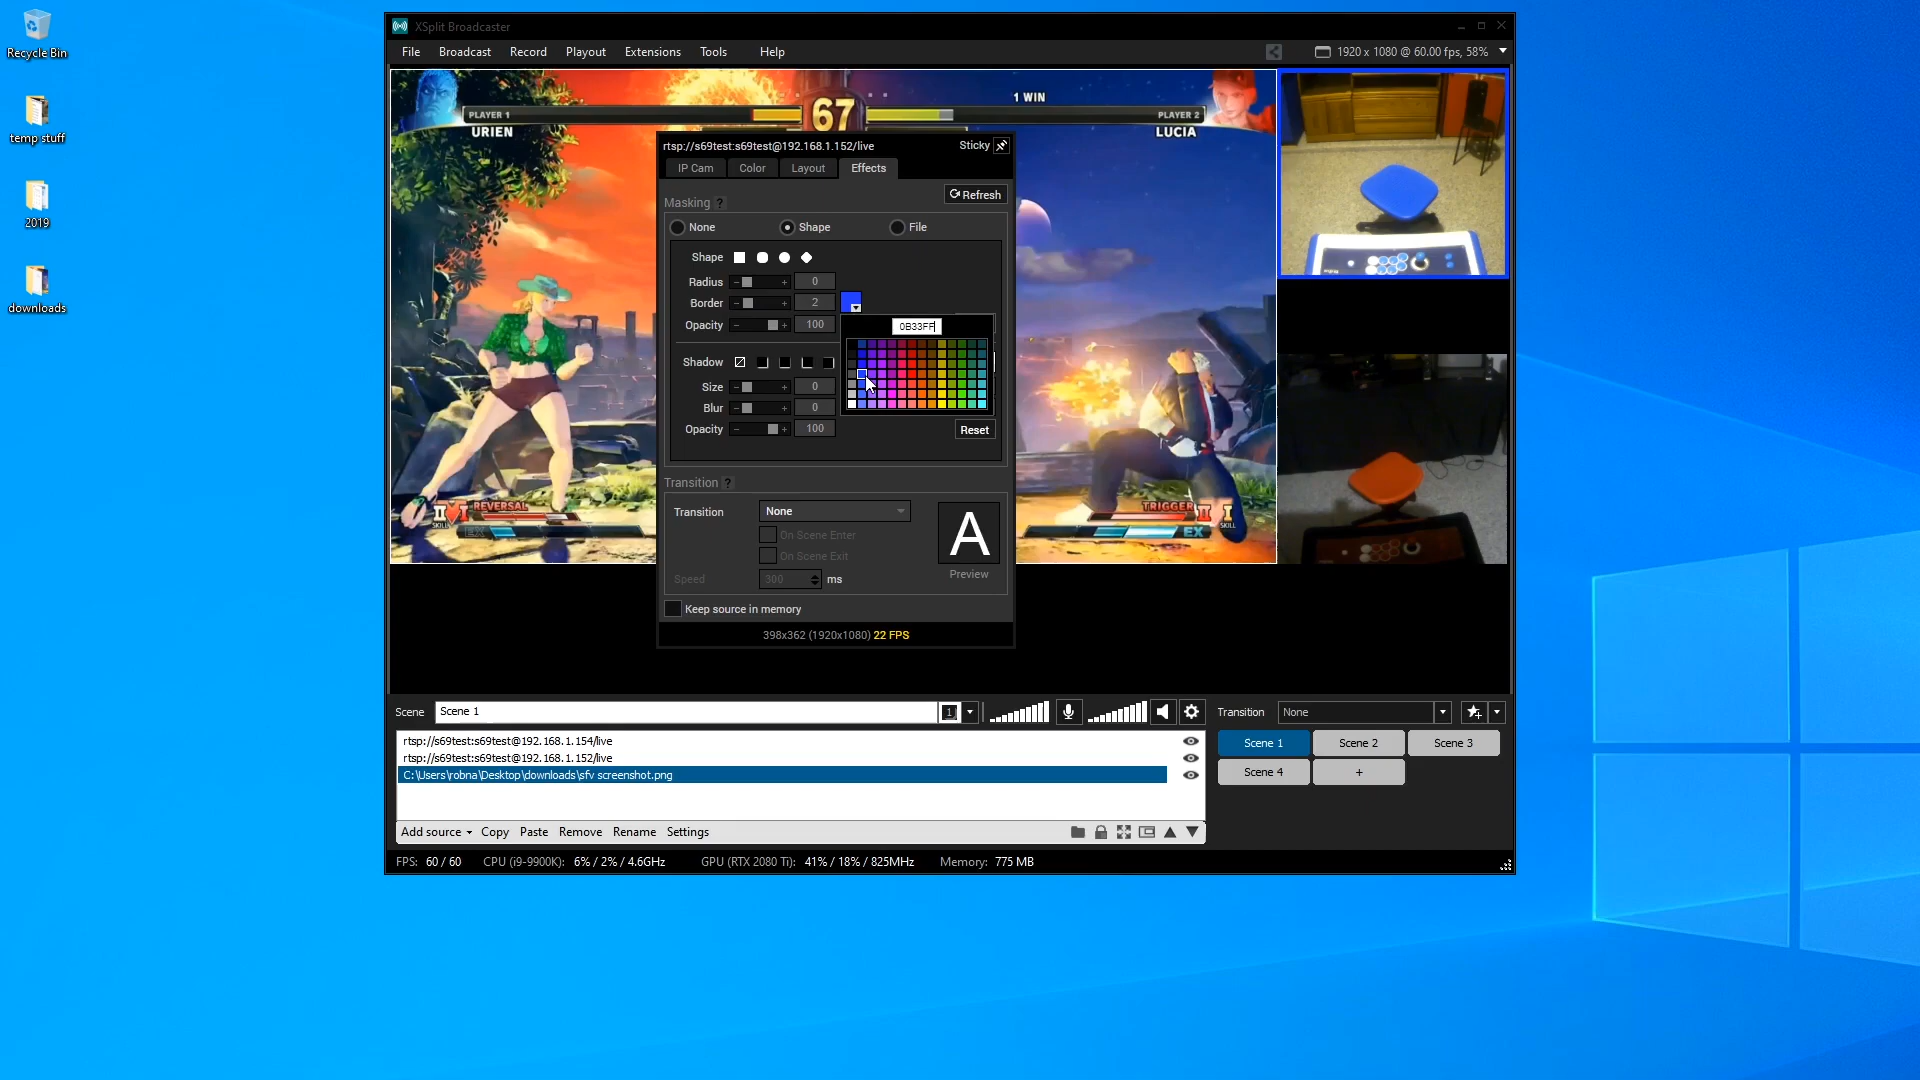 Recycle Bin
temp stuff
2019
downloads
XSplit Broadcaster
File Broadcast Record Playout Extensions Tools Help
1920 x 1080 @ 60.00 fps, 58%
67
1 WIN
PLAYER 1
URIEN
PLAYER 2
LUCIA
rtsp://s69test:s69test@192.168.1.152/live
Sticky
IP Cam Color Layout Effects
Refresh
Masking ?
None Shape File
Shape
Radius - + 0
Border - + 2
0B33FF
Opacity - + 100
Shadow
Size - + 0
Blur - + 0
Opacity - + 100
Reset
Transition ?
Transition None
On Scene Enter
On Scene Exit
A
Preview
Speed 300 ms
Keep source in memory
398x362 (1920x1080) 22 FPS
REVERSAL
SKILL
EX
TRIGGER
SKILL
EX
Scene Scene 1 1
Transition None
rtsp://s69test:s69test@192.168.1.154/live
rtsp://s69test:s69test@192.168.1.152/live
C:\Users\robna\Desktop\downloads\sfv screenshot.png
Scene 1 Scene 2 Scene 3
Scene 4 +
Add source Copy Paste Remove Rename Settings
FPS: 60 / 60 CPU (i9-9900K): 6% / 2% / 4.6GHz GPU (RTX 2080 Ti): 41% / 18% / 825MHz Memory: 775 MB